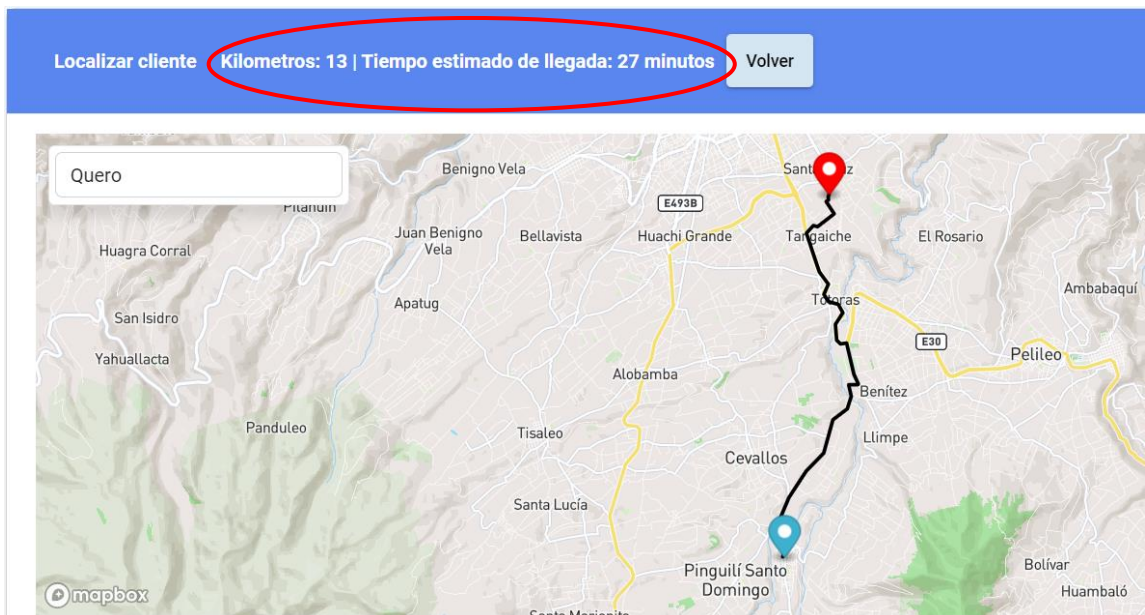 Localizar cliente Kilometros: 13 | Tiempo estimado de llegada: 27 minutos Volver
Quero
Benigno Vela
E493B
Juan Benigno
Vela
Bellavista
Huachi Grande
Tangaiche
El Rosario
Huagra Corral
Ambabaquí
San Isidro
Apatug
Totoras
E30
Yahuallacta
Pelileo
Alobamba
Benítez
Panduleo
Tisaleo
Llimpe
Cevallos
Santa Lucía
Pinguilí Santo
Domingo
Bolívar
Huambaló
mapbox